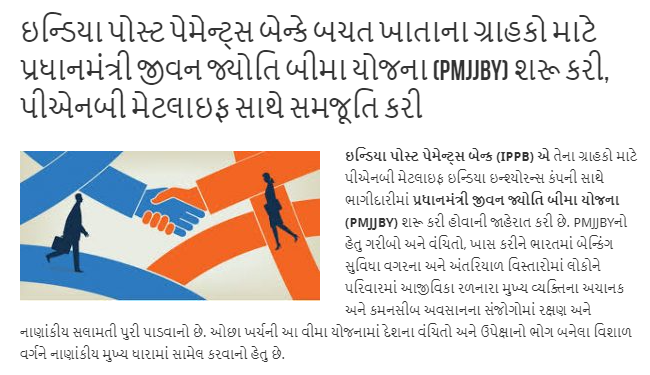 ઇન્ડિયા પોસ્ટ પેમેન્ટ્સ બેન્કે બચત ખાતાના ગ્રાહકો માટે
પ્રધાનમંત્રી જીવન જ્યોતિ બીમા યોજના (PMJJBY) શરૂ કરી,
પીએનબી મેટલાઇફ સાથે સમજૂતિ કરી
ઇન્ડિયા પોસ્ટ પેમેન્ટ્સ બેન્ક (IPPB) એ તેના ગ્રાહકો માટે
પીએનબી મેટલાઇફ ઇન્ડિયા ઇન્શ્યોરન્સ કંપની સાથે
ભાગીદારીમાં પ્રધાનમંત્રી જીવન જ્યોતિ બીમા યોજના
(PMJJBY) શરૂ કરી હોવાની જાહેરાત કરી છે. PMJJBYનો
હેતુ ગરીબો અને વંચિતો, ખાસ કરીને ભારતમાં બેન્કિંગ
સુવિધા વગરના અને અંતરિયાળ વિસ્તારોમાં લોકોને
પરિવારમાં આજીવિકા રળનારા મુખ્ય વ્યક્તિના અચાનક
અને કમનસીબ અવસાનના સંજોગોમાં રક્ષણ અને
નાણાંકીય સલામતી પુરી પાડવાનો છે. ઓછા ખર્ચની આ વીમા યોજનામાં દેશના વંચિતો અને ઉપેક્ષાનો ભોગ બનેલા વિશાળ
વર્ગને નાણાંકીય મુખ્ય ધારામાં સામેલ કરવાનો હેતુ છે.